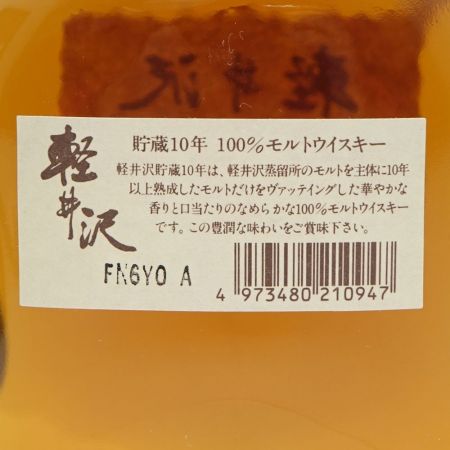 軽井沢
貯蔵10年 100%モルトウイスキー
軽井沢貯蔵10年は、軽井沢蒸留所のモルトを主体に10年
以上熟成したモルトだけをヴァッティングした華やかな
香りと口当たりのなめらかな100%モルトウイスキー
です。この豊潤な味わいをご賞味下さい。
軽井沢
FN6YO A
4 973480 210947